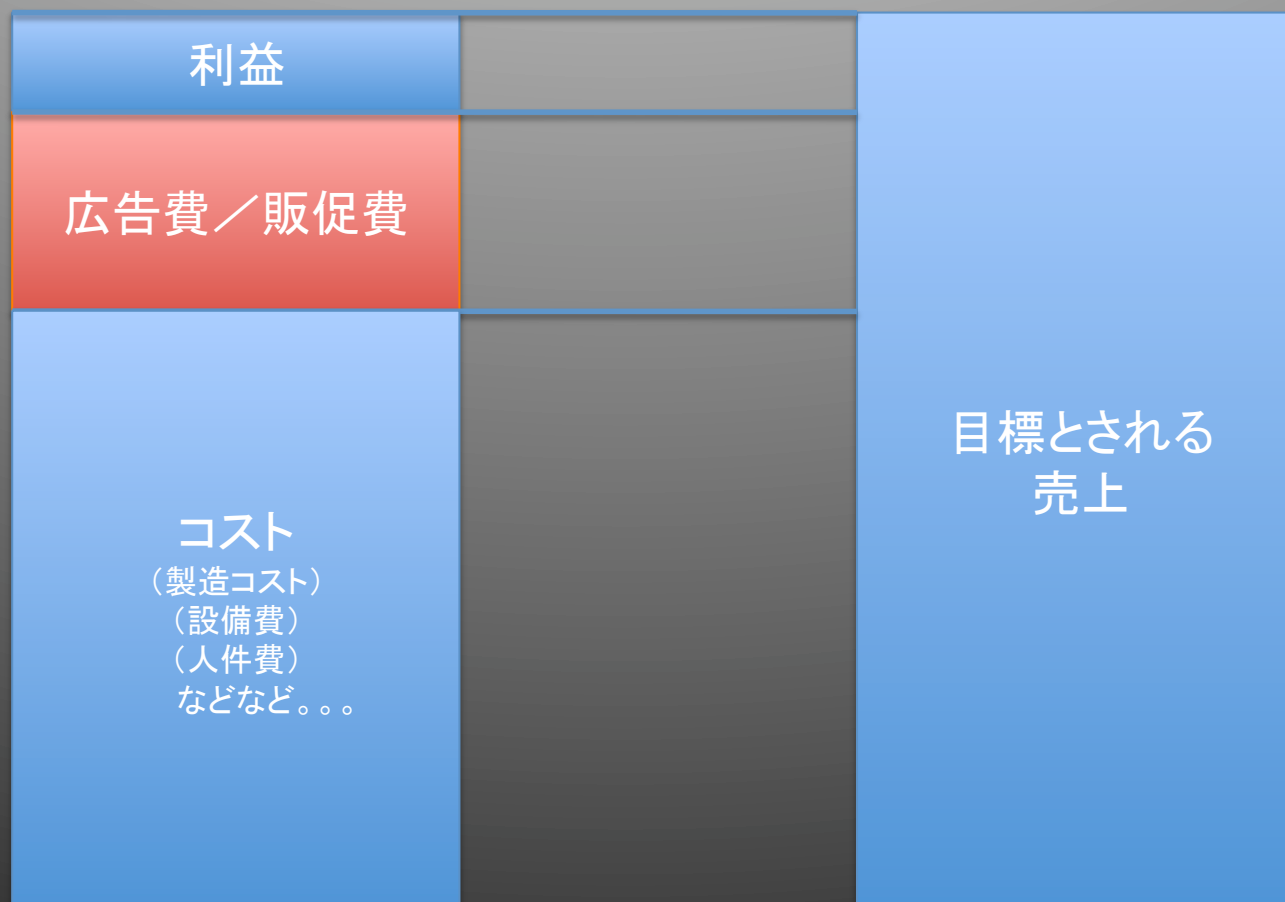 利益
広告費／販促費
コスト
（製造コスト）
（設備費）
（人件費）
などなど。。。
目標とされる
売上